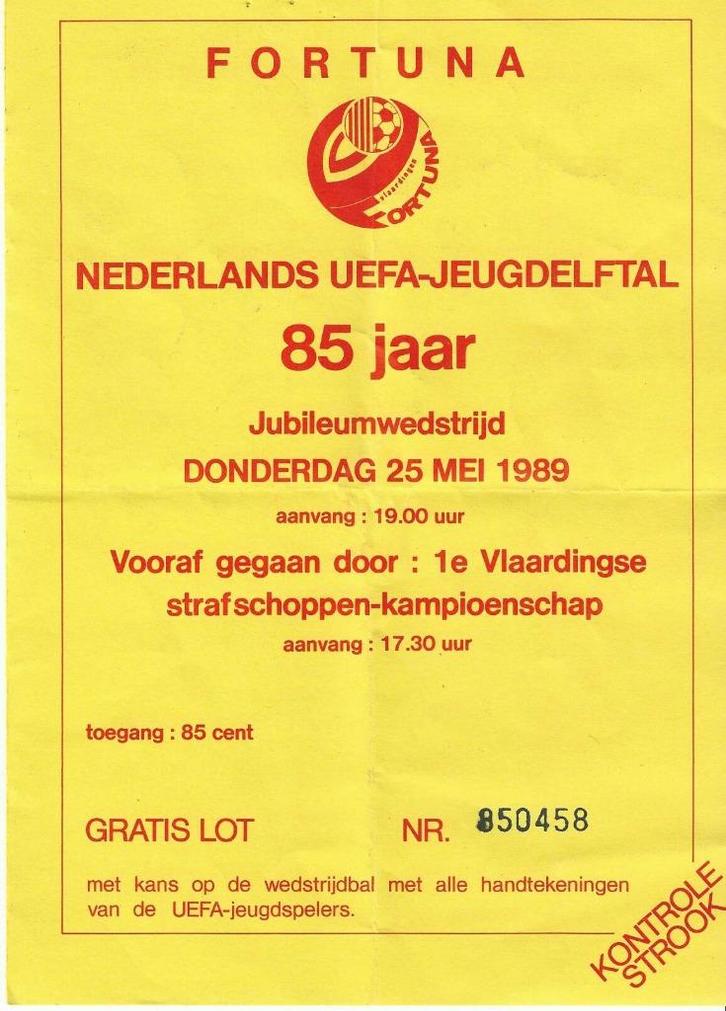 FORTUNA
vlaardingen
FORTUNA
NEDERLANDS UEFA-JEUGDELFTAL
85 jaar
Jubileumwedstrijd
DONDERDAG 25 MEI 1989
aanvang : 19.00 uur
Vooraf gegaan door : 1e Vlaardingse
strafschoppen-kampioenschap
aanvang : 17.30 uur
toegang : 85 cent
GRATIS LOT NR. 850458
met kans op de wedstrijdbal met alle handtekeningen
van de UEFA-jeugdspelers.
KONTROLE
STROOK